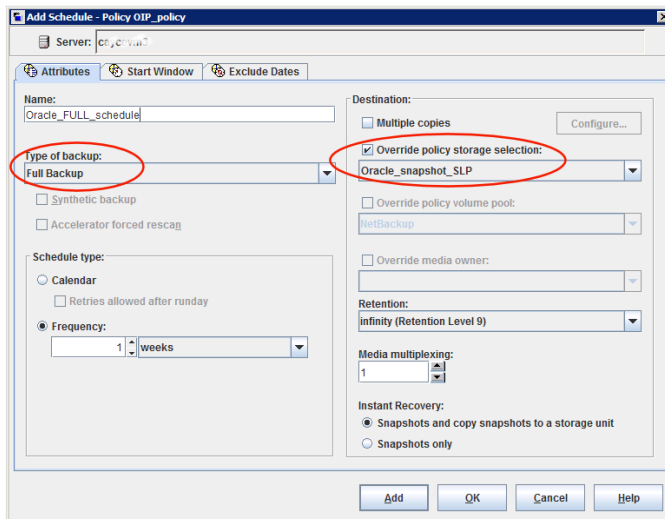 Add Schedule - Policy OIP_policy
Server:
Attributes
Start Window
Exclude Dates
Name:
Oracle_FULL_schedule
Type of backup:
Full Backup
Synthetic backup
Accelerator forced rescan
Schedule type:
Calendar
Retries allowed after runday
Frequency:
1 weeks
Destination:
Multiple copies
Configure...
Override policy storage selection:
Oracle_snapshot_SLP
Override policy volume pool:
NetBackup
Override media owner:
Retention:
infinity (Retention Level 9)
Media multiplexing:
1
Instant Recovery:
Snapshots and copy snapshots to a storage unit
Snapshots only
Add
OK
Cancel
Help